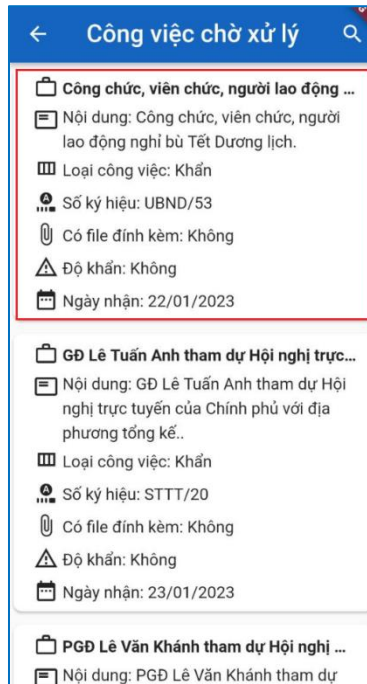 Công việc chờ xử lý
Công chức, viên chức, người lao động ...
Nội dung: Công chức, viên chức, người
lao động nghỉ bù Tết Dương lịch.
Loại công việc: Khẩn
Số ký hiệu: UBND/53
Có file đính kèm: Không
Độ khẩn: Không
Ngày nhận: 22/01/2023
GĐ Lê Tuấn Anh tham dự Hội nghị trực...
Nội dung: GĐ Lê Tuấn Anh tham dự Hội
nghị trực tuyến của Chính phủ với địa
phương tổng kế..
Loại công việc: Khẩn
Số ký hiệu: STTT/20
Có file đính kèm: Không
Độ khẩn: Không
Ngày nhận: 23/01/2023
PGĐ Lê Văn Khánh tham dự Hội nghị ...
Nội dung: PGĐ Lê Văn Khánh tham dự